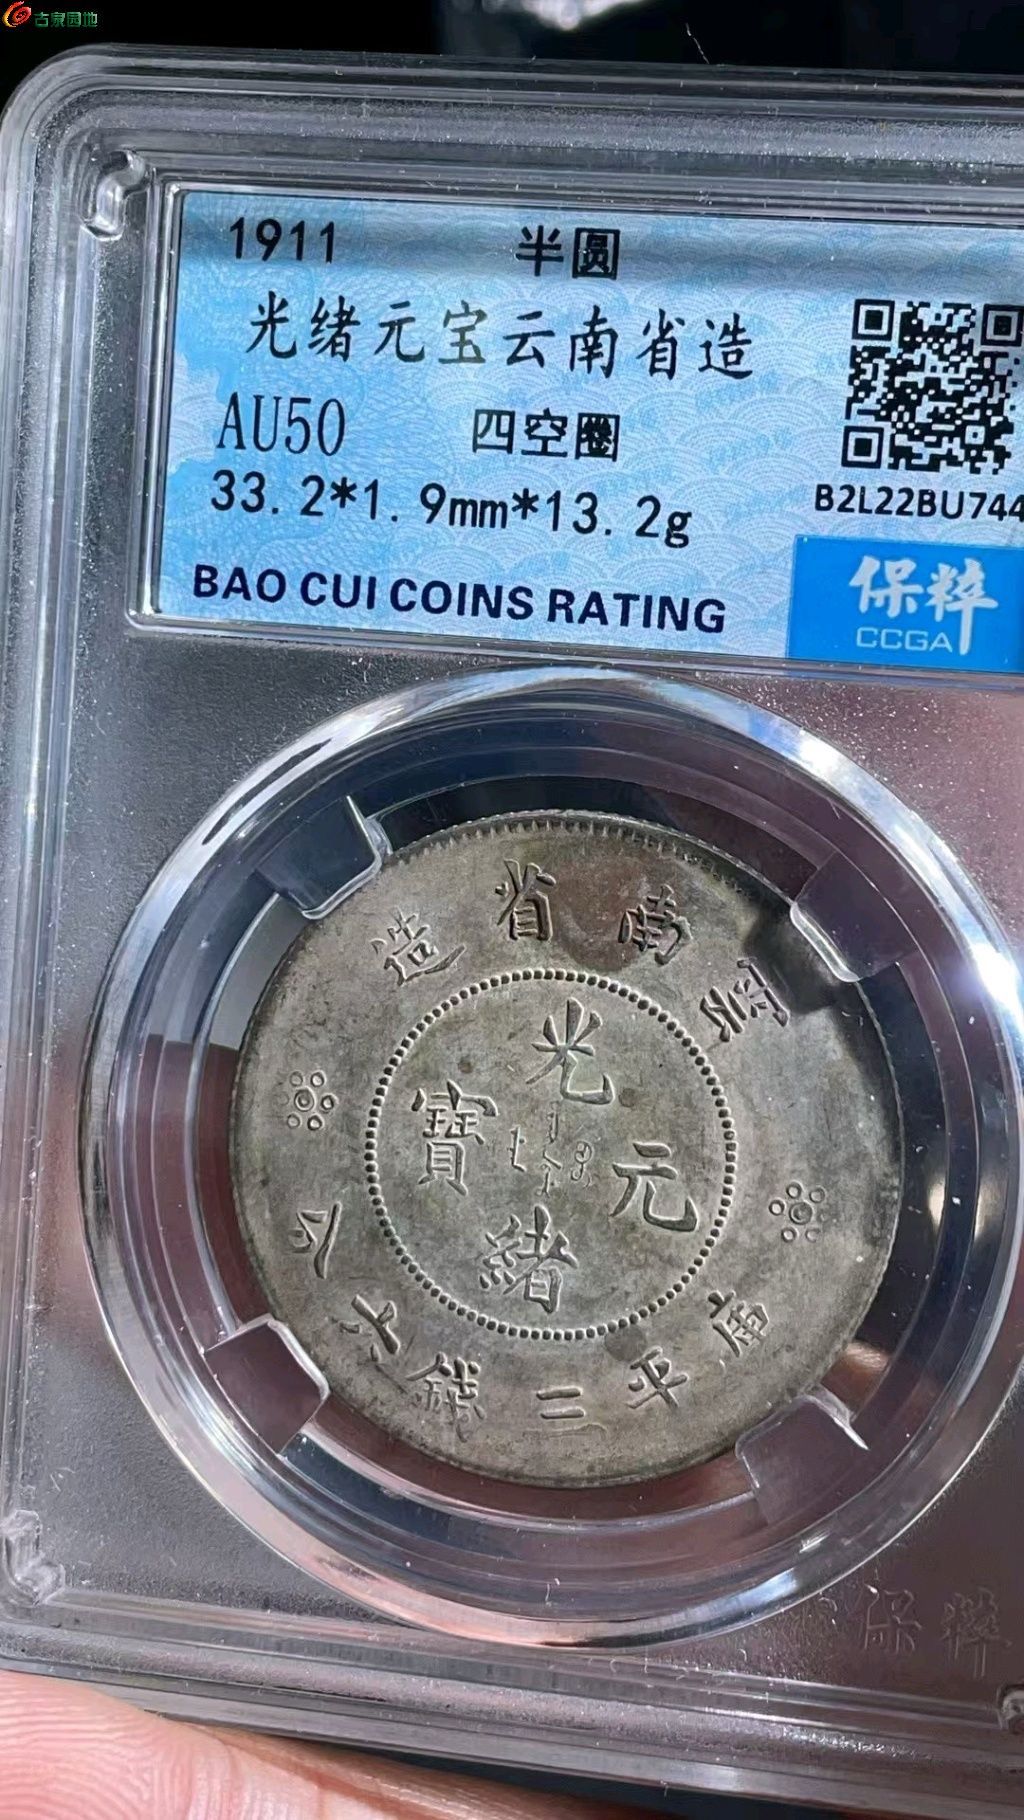 古泉园地
1911 半圆
光绪元宝云南省造
AU50 四空圈
33.2*1.9mm*13.2g
B2L22BU744
BAO CUI COINS RATING
保粹
CCGA
雲南省造
光緒元寶
庫平三錢六分
保粹